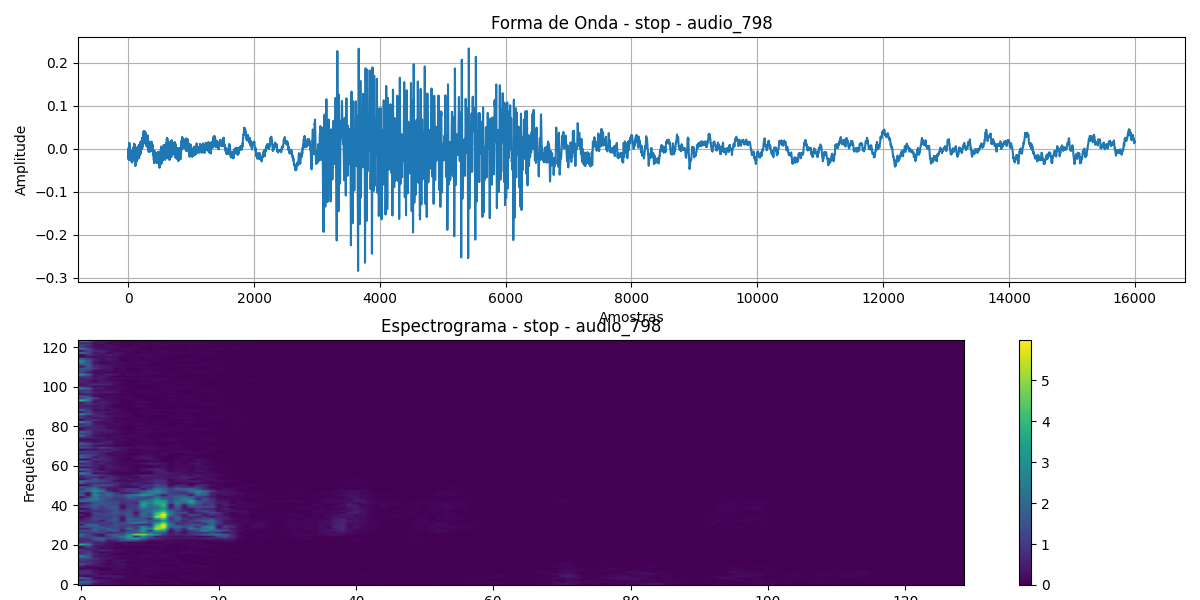 Forma de Onda - stop - audio_798
Amplitude
0.2
0.1
0.0
−0.1
−0.2
−0.3
0 2000 4000 6000 8000 10000 12000 14000 16000
Amostras
Espectrograma - stop - audio_798
Frequência
120
100
80
60
40
20
0
0 20 40 60 80 100 120
5
4
3
2
1
0